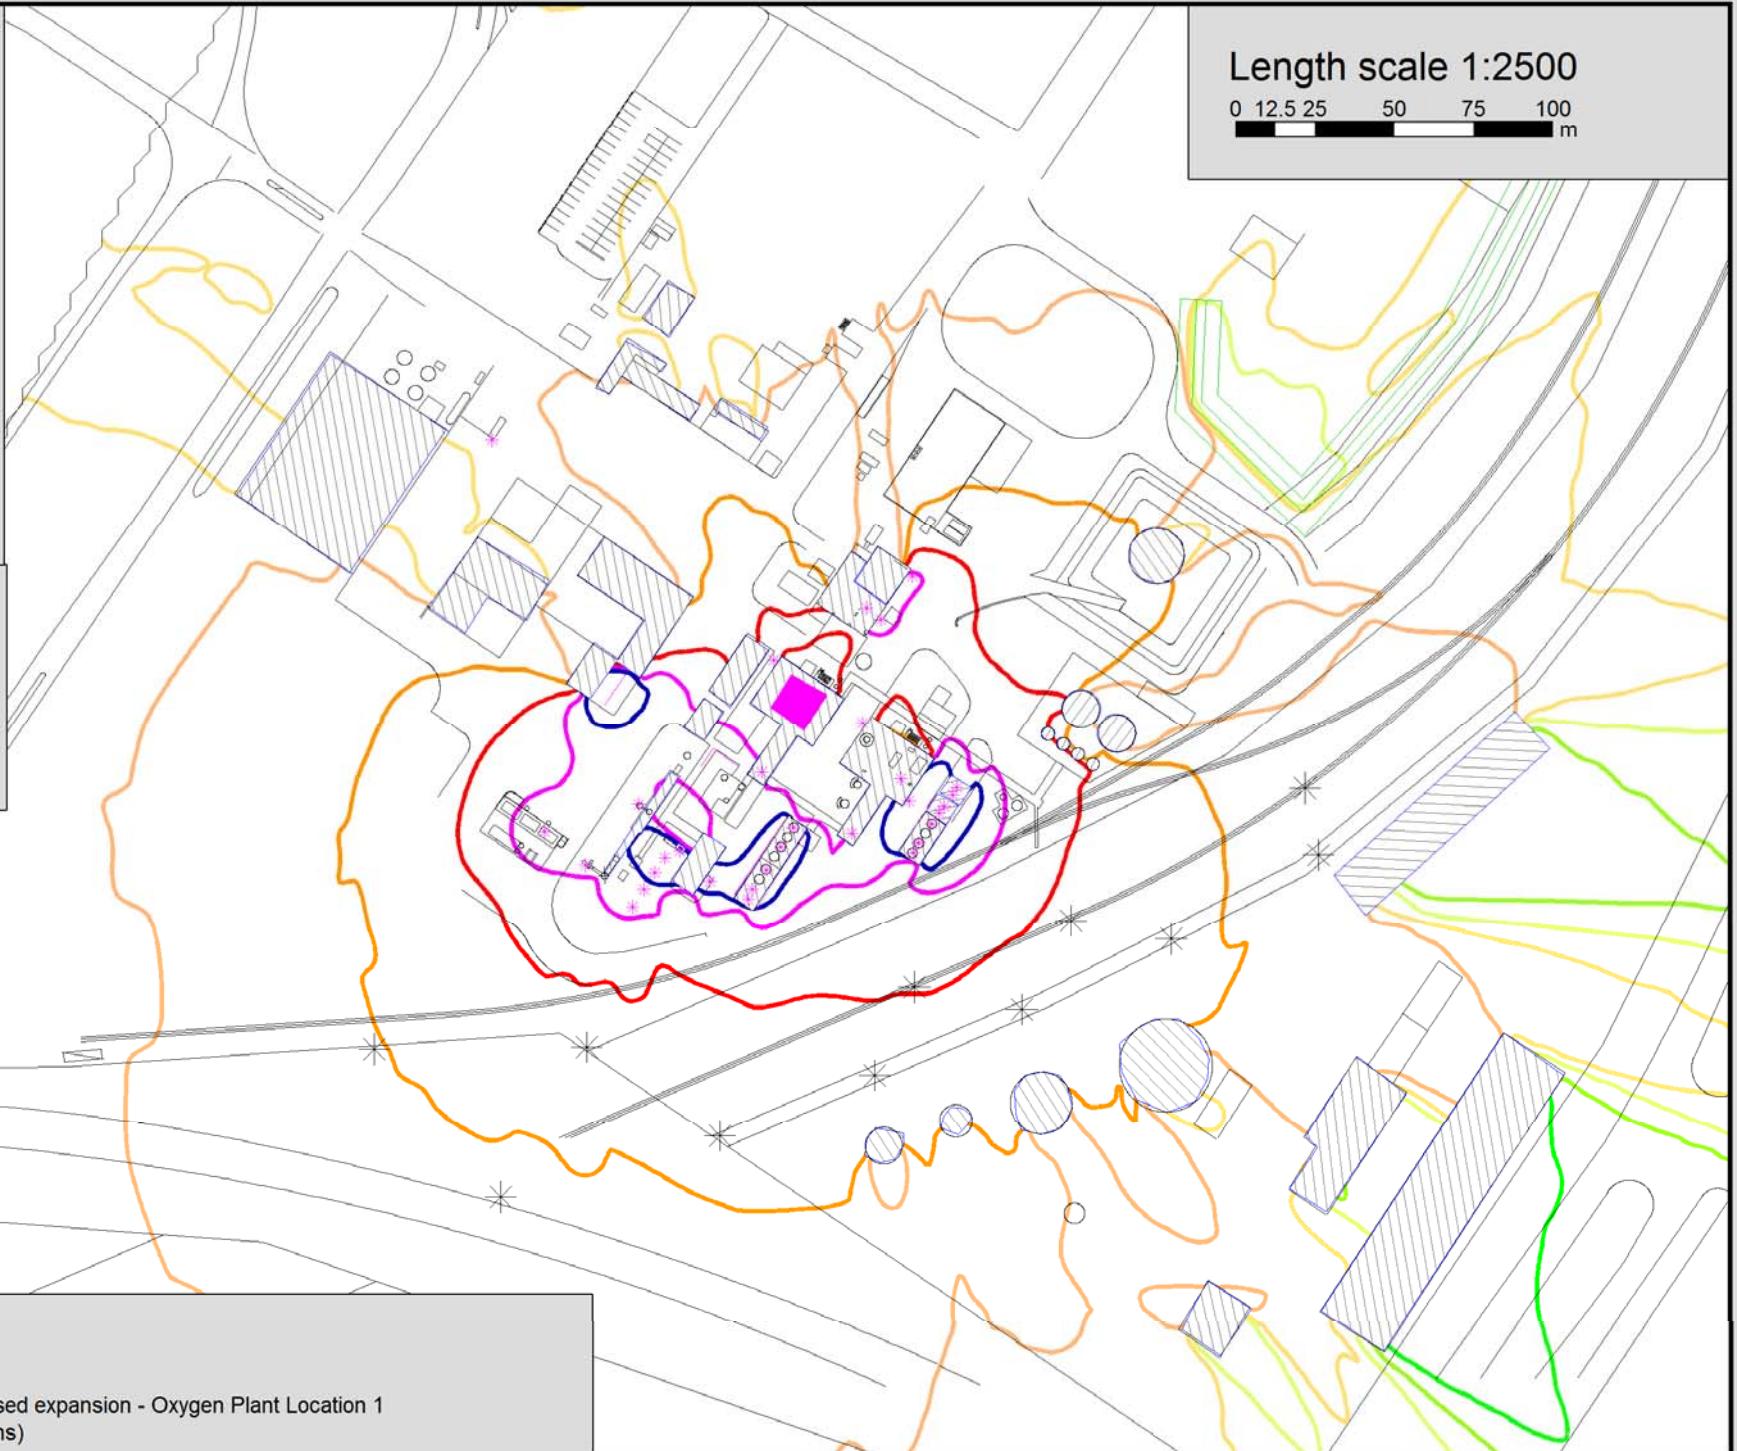 Length scale 1:2500
0 12.5 25 50 75 100
m
sed expansion - Oxygen Plant Location 1
ns)